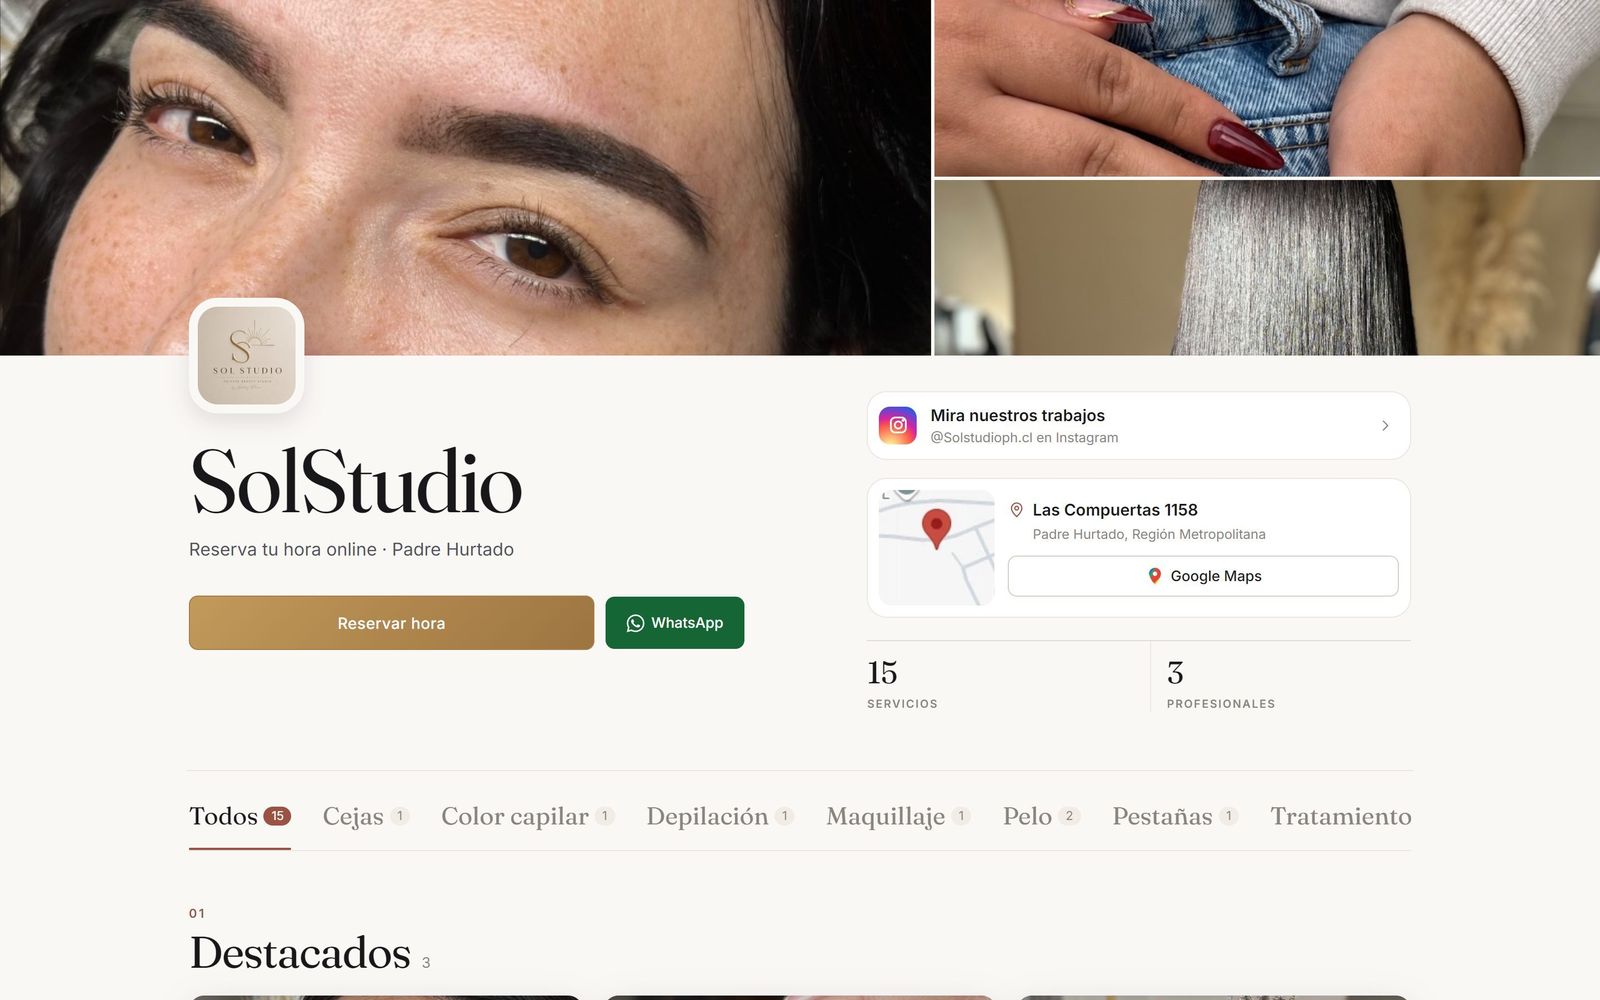 SOL STUDIO
SolStudio
Reserva tu hora online · Padre Hurtado
Reservar hora
WhatsApp
Mira nuestros trabajos
@Solstudioph.cl en Instagram
Las Compuertas 1158
Padre Hurtado, Región Metropolitana
Google Maps
15
SERVICIOS
3
PROFESIONALES
Todos 15 Cejas 1 Color capilar 1 Depilación 1 Maquillaje 1 Pelo 2 Pestañas 1 Tratamiento
01
Destacados 3